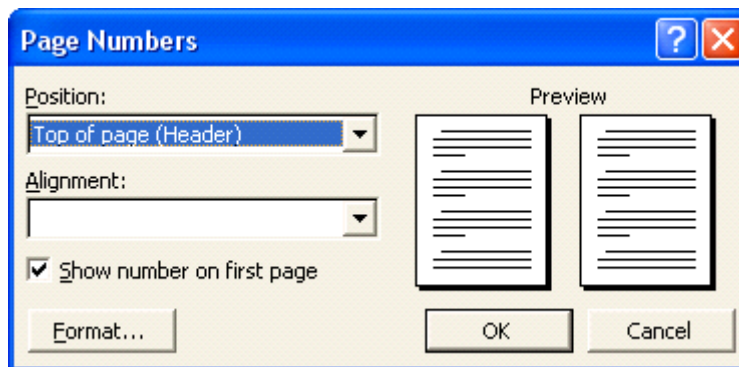 Page Numbers
Position:
Top of page (Header)
Alignment:
Show number on first page
Format...
Preview
OK
Cancel